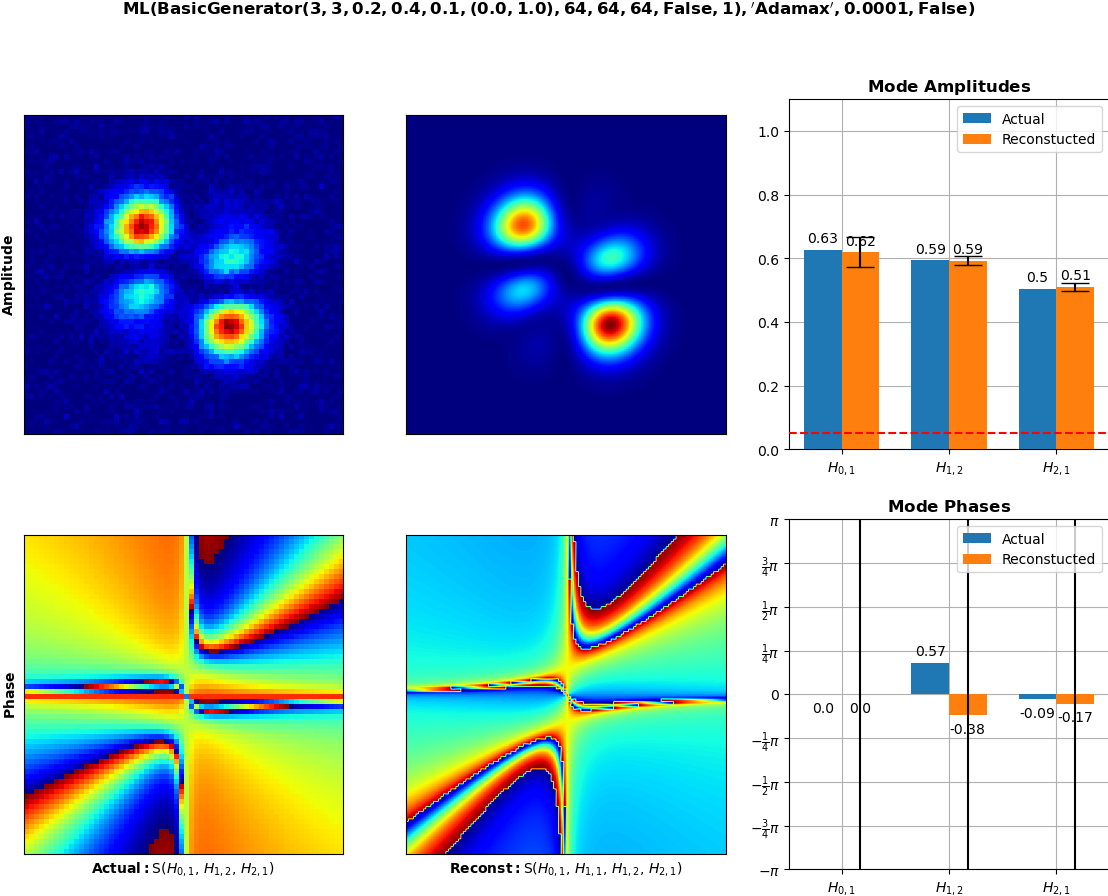 ML(BasicGenerator(3, 3, 0.2, 0.4, 0.1, (0.0, 1.0), 64, 64, 64, False, 1), ′Adamax′, 0.0001, False)
Amplitude
Mode Amplitudes
Actual
Reconstucted
1.0
0.8
0.6
0.4
0.2
0.0
0.63
0.62
0.59
0.59
0.5
0.51
H0,1
H1,2
H2,1
Phase
Actual: S(H0,1, H1,2, H2,1)
Reconst: S(H0,1, H1,1, H1,2, H2,1)
Mode Phases
Actual
Reconstucted
π
3/4π
1/2π
1/4π
0
−1/4π
−1/2π
−3/4π
−π
0.0
0.0
0.57
-0.38
-0.09
-0.17
H0,1
H1,2
H2,1